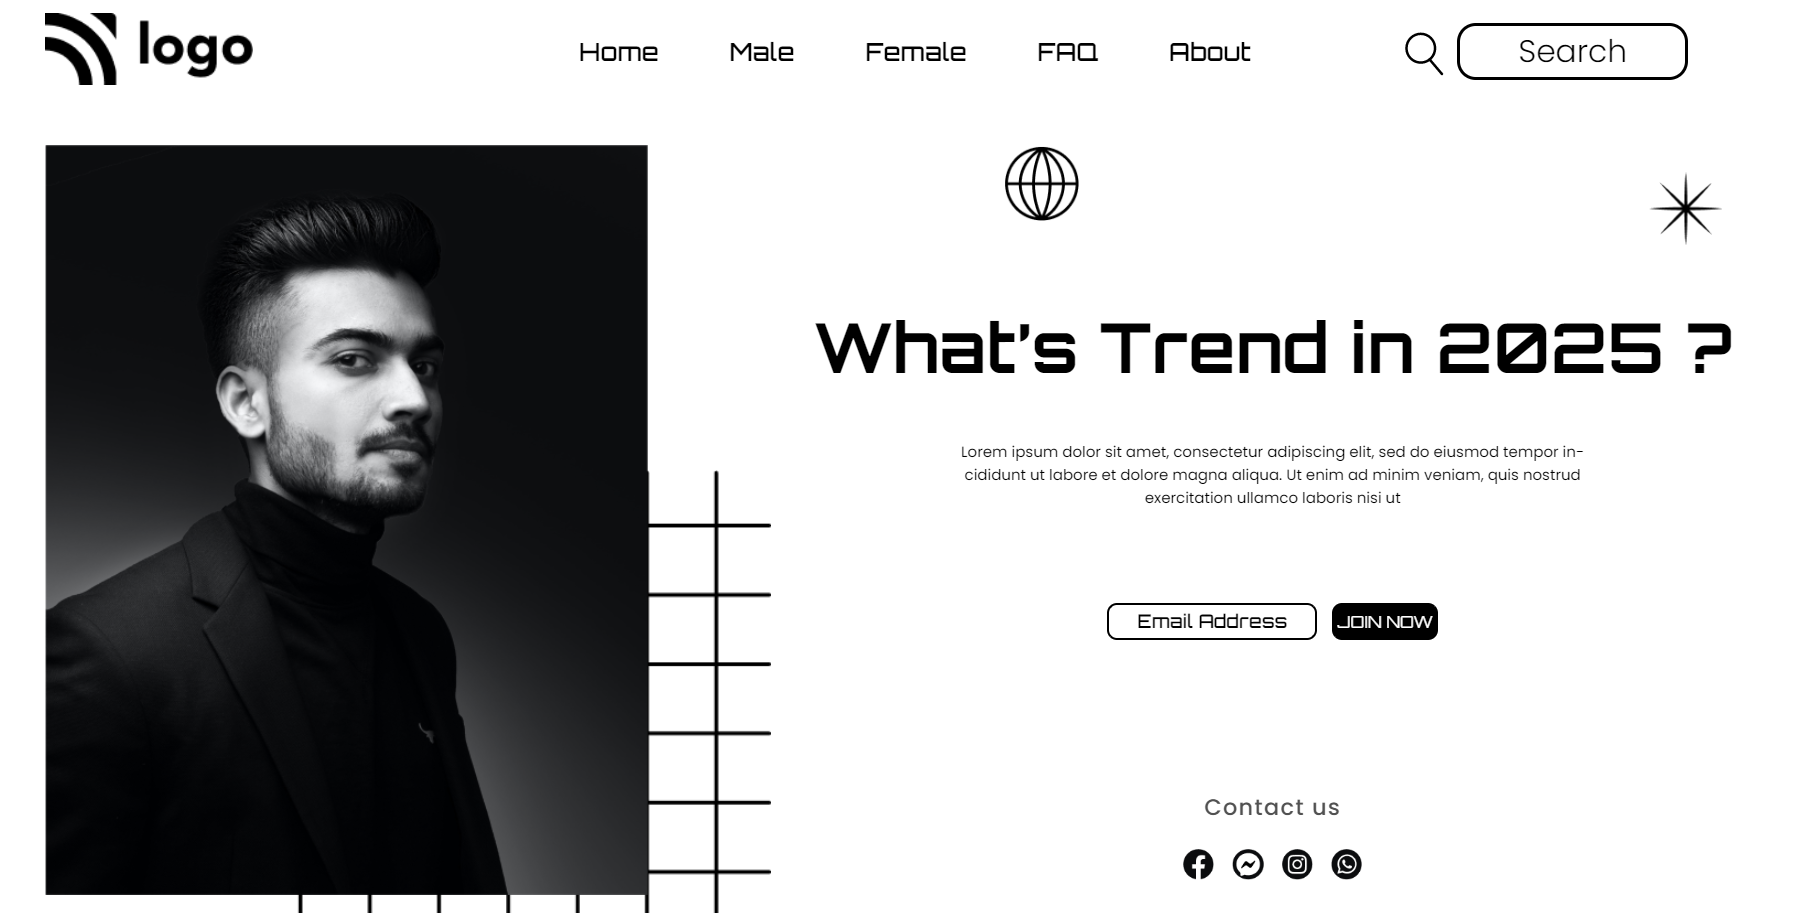 logo
Home Male Female FAQ About
Search
What's Trend in 2025 ?
Lorem ipsum dolor sit amet, consectetur adipiscing elit, sed do eiusmod tempor in-
cididunt ut labore et dolore magna aliqua. Ut enim ad minim veniam, quis nostrud
exercitation ullamco laboris nisi ut
Email Address
JOIN NOW
Contact us